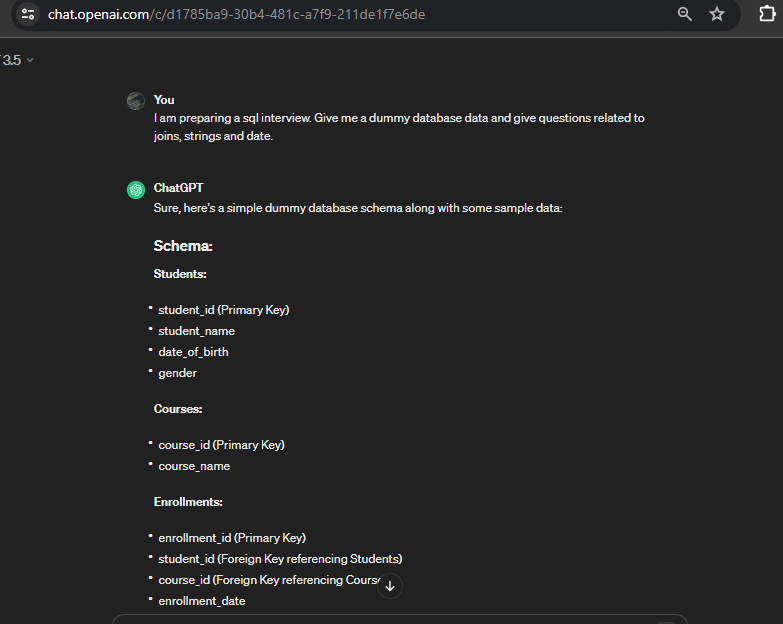 chat.openai.com/c/d1785ba9-30b4-481c-a7f9-211de1f7e6de
3.5
You
I am preparing a sql interview. Give me a dummy database data and give questions related to
joins, strings and date.
ChatGPT
Sure, here's a simple dummy database schema along with some sample data:
Schema:
Students:
• student_id (Primary Key)
• student_name
• date_of_birth
• gender
Courses:
• course_id (Primary Key)
• course_name
Enrollments:
• enrollment_id (Primary Key)
• student_id (Foreign Key referencing Students)
• course_id (Foreign Key referencing Course
• enrollment_date